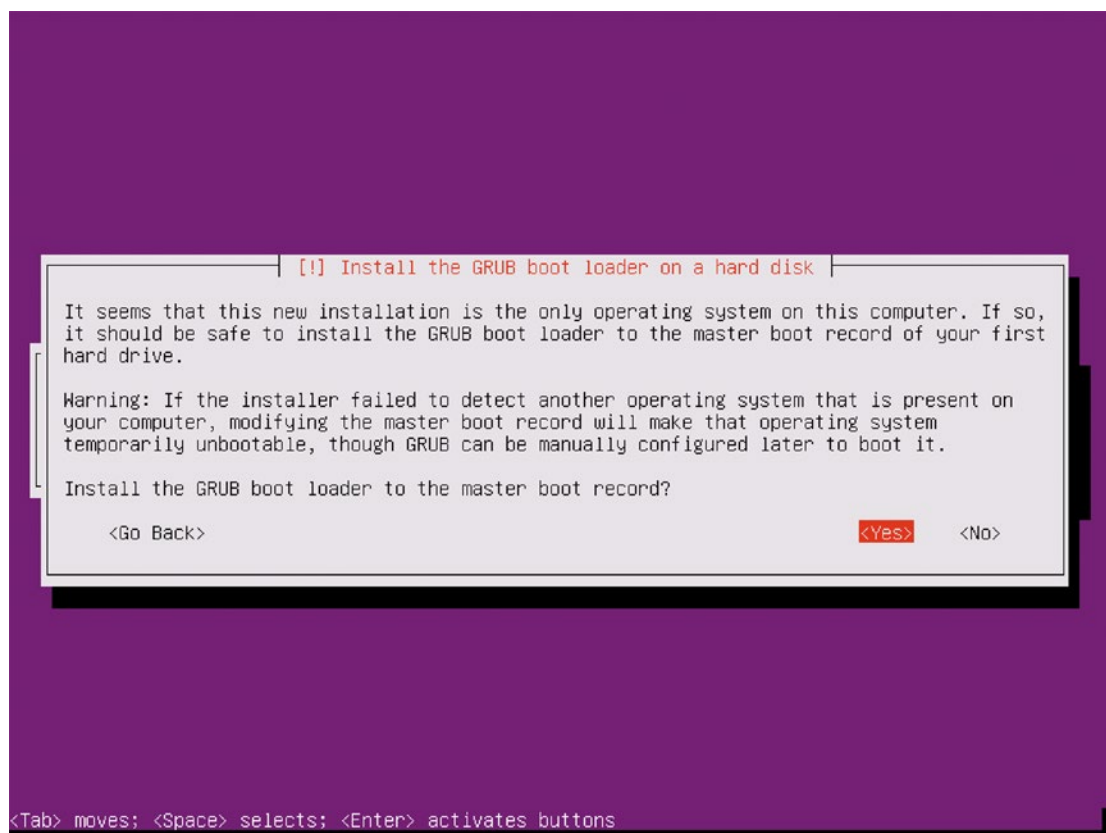 [!] Install the GRUB boot loader on a hard disk
It seems that this new installation is the only operating system on this computer. If so,
it should be safe to install the GRUB boot loader to the master boot record of your first
hard drive.
Warning: If the installer failed to detect another operating system that is present on
your computer, modifying the master boot record will make that operating system
temporarily unbootable, though GRUB can be manually configured later to boot it.
Install the GRUB boot loader to the master boot record?
<Go Back> <Yes> <No>
<Tab> moves; <Space> selects; <Enter> activates buttons